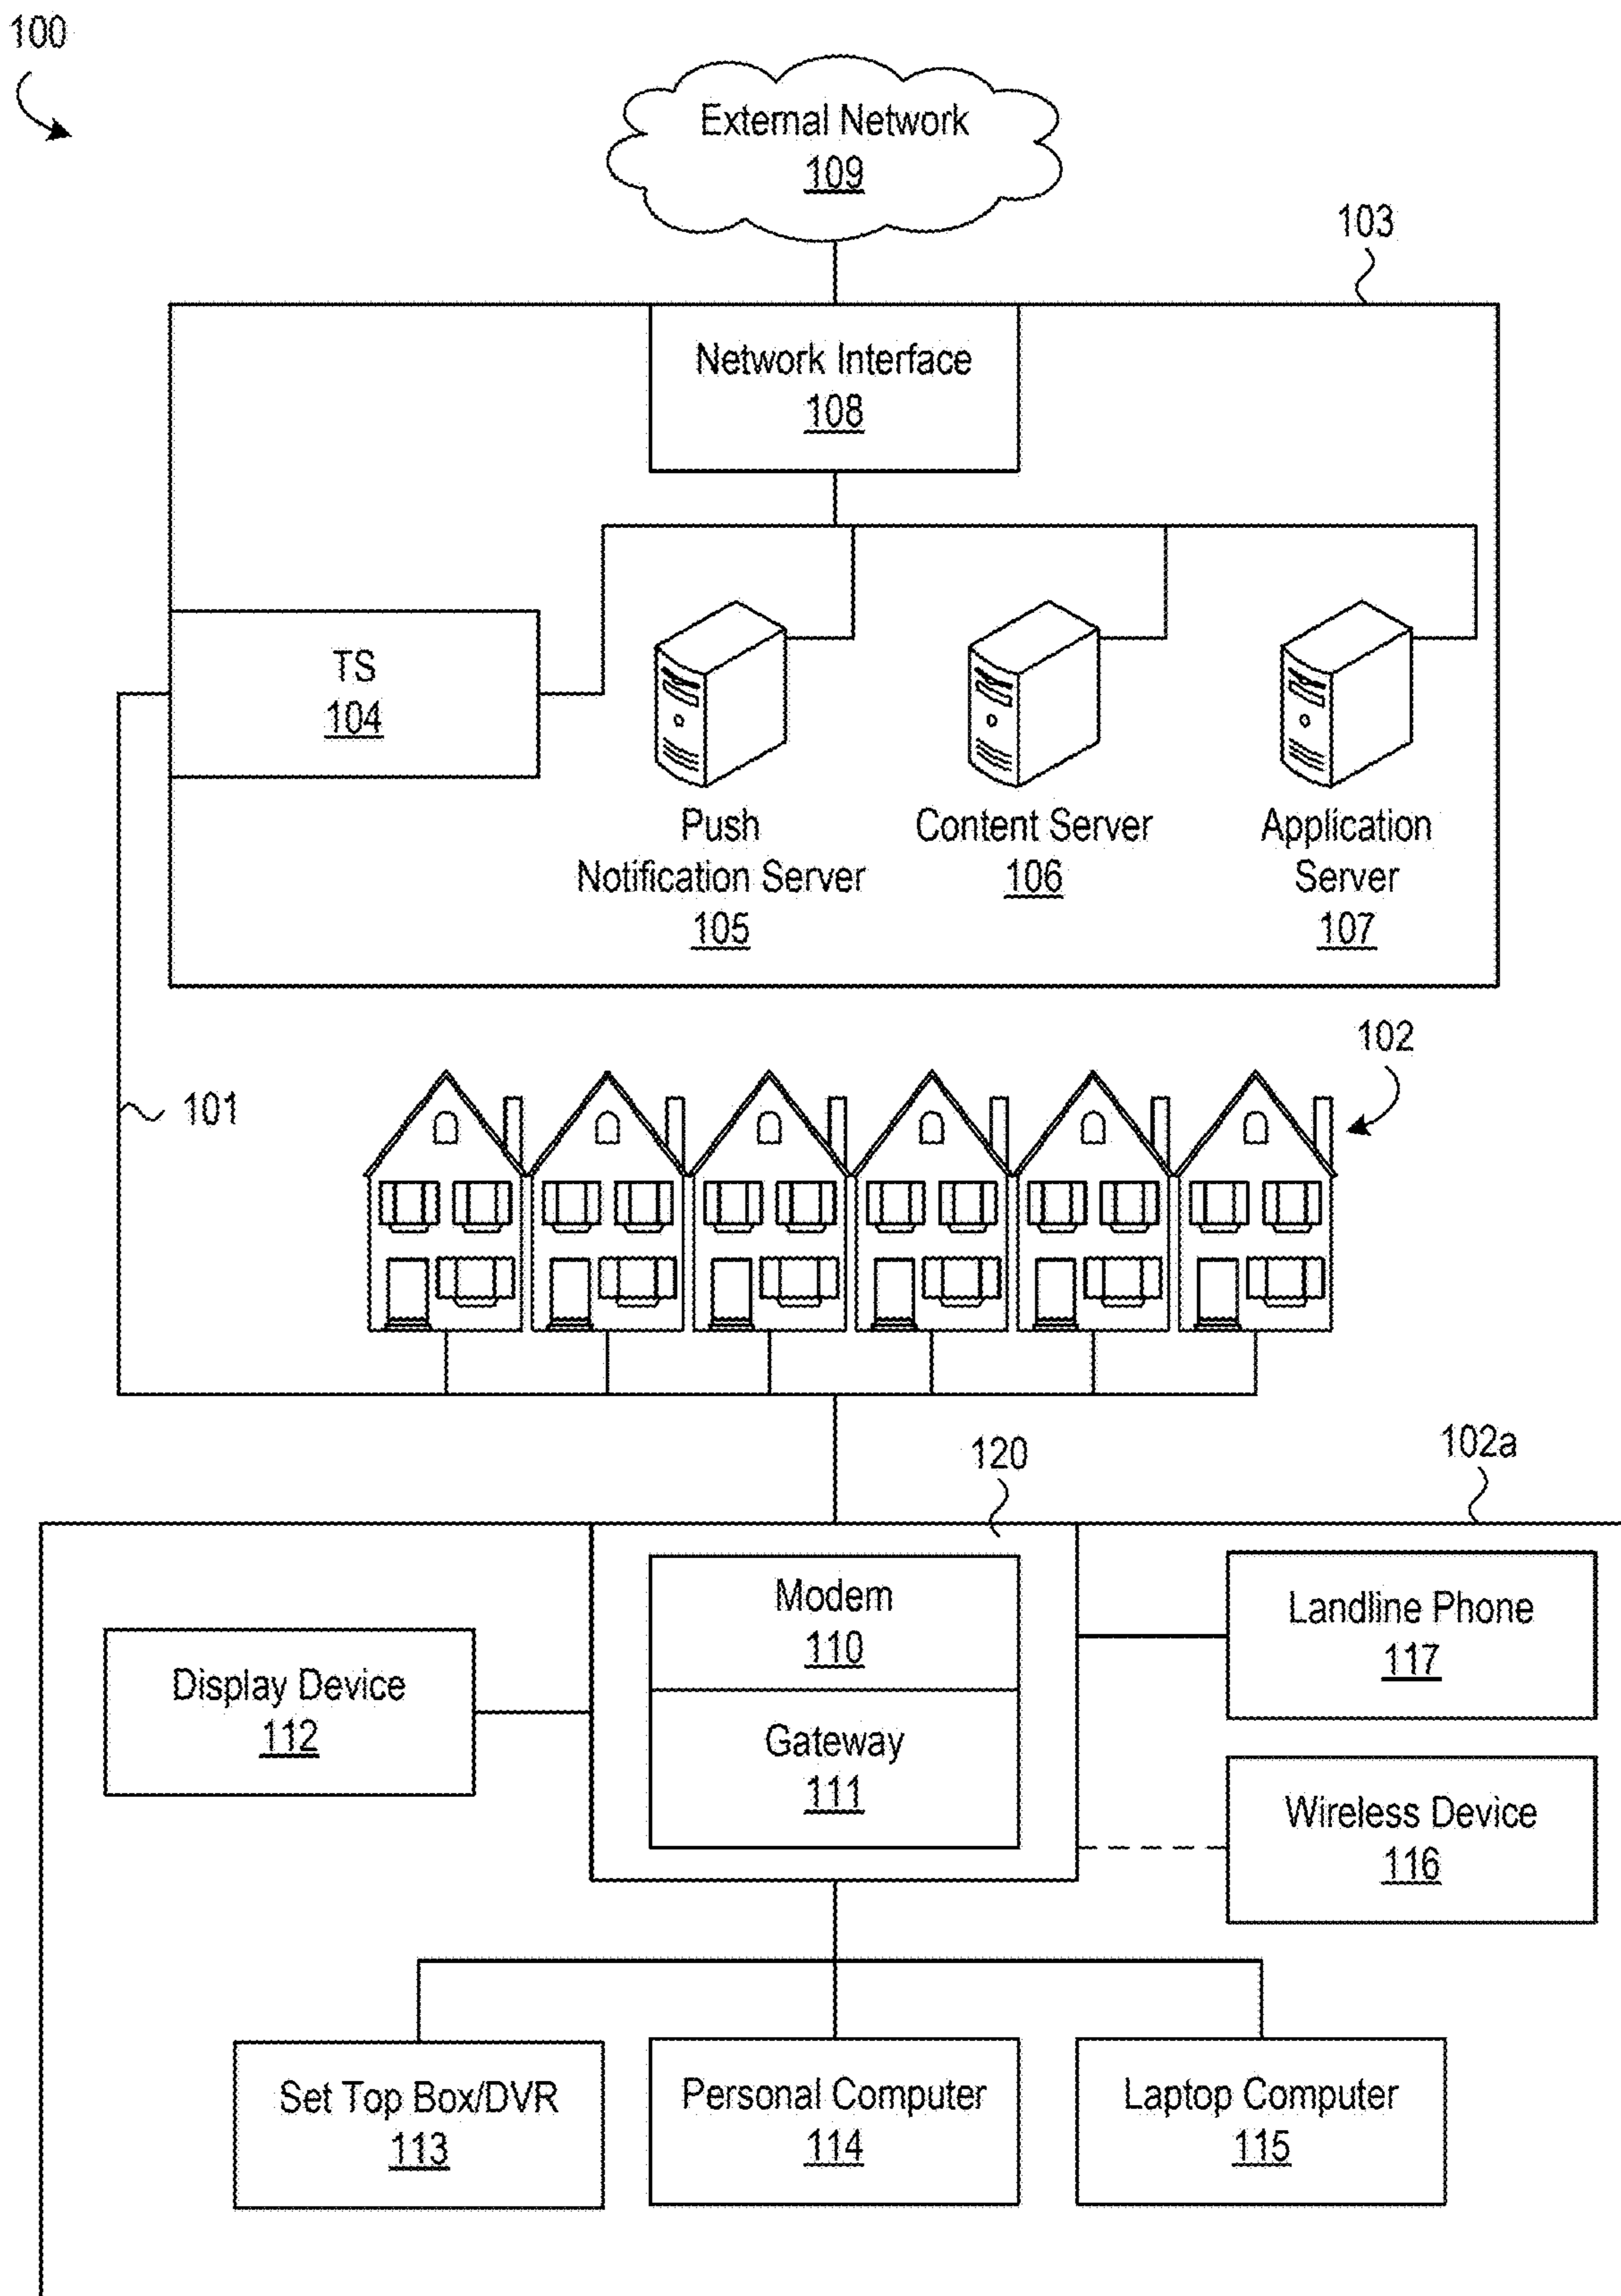 100
External Network
109
103
Network Interface
108
TS
104
Push
Notification Server
105
Content Server
106
Application
Server
107
102
101
120
102a
Modem
110
Landline Phone
117
Display Device
112
Gateway
111
Wireless Device
116
Set Top Box/DVR
113
Personal Computer
114
Laptop Computer
115